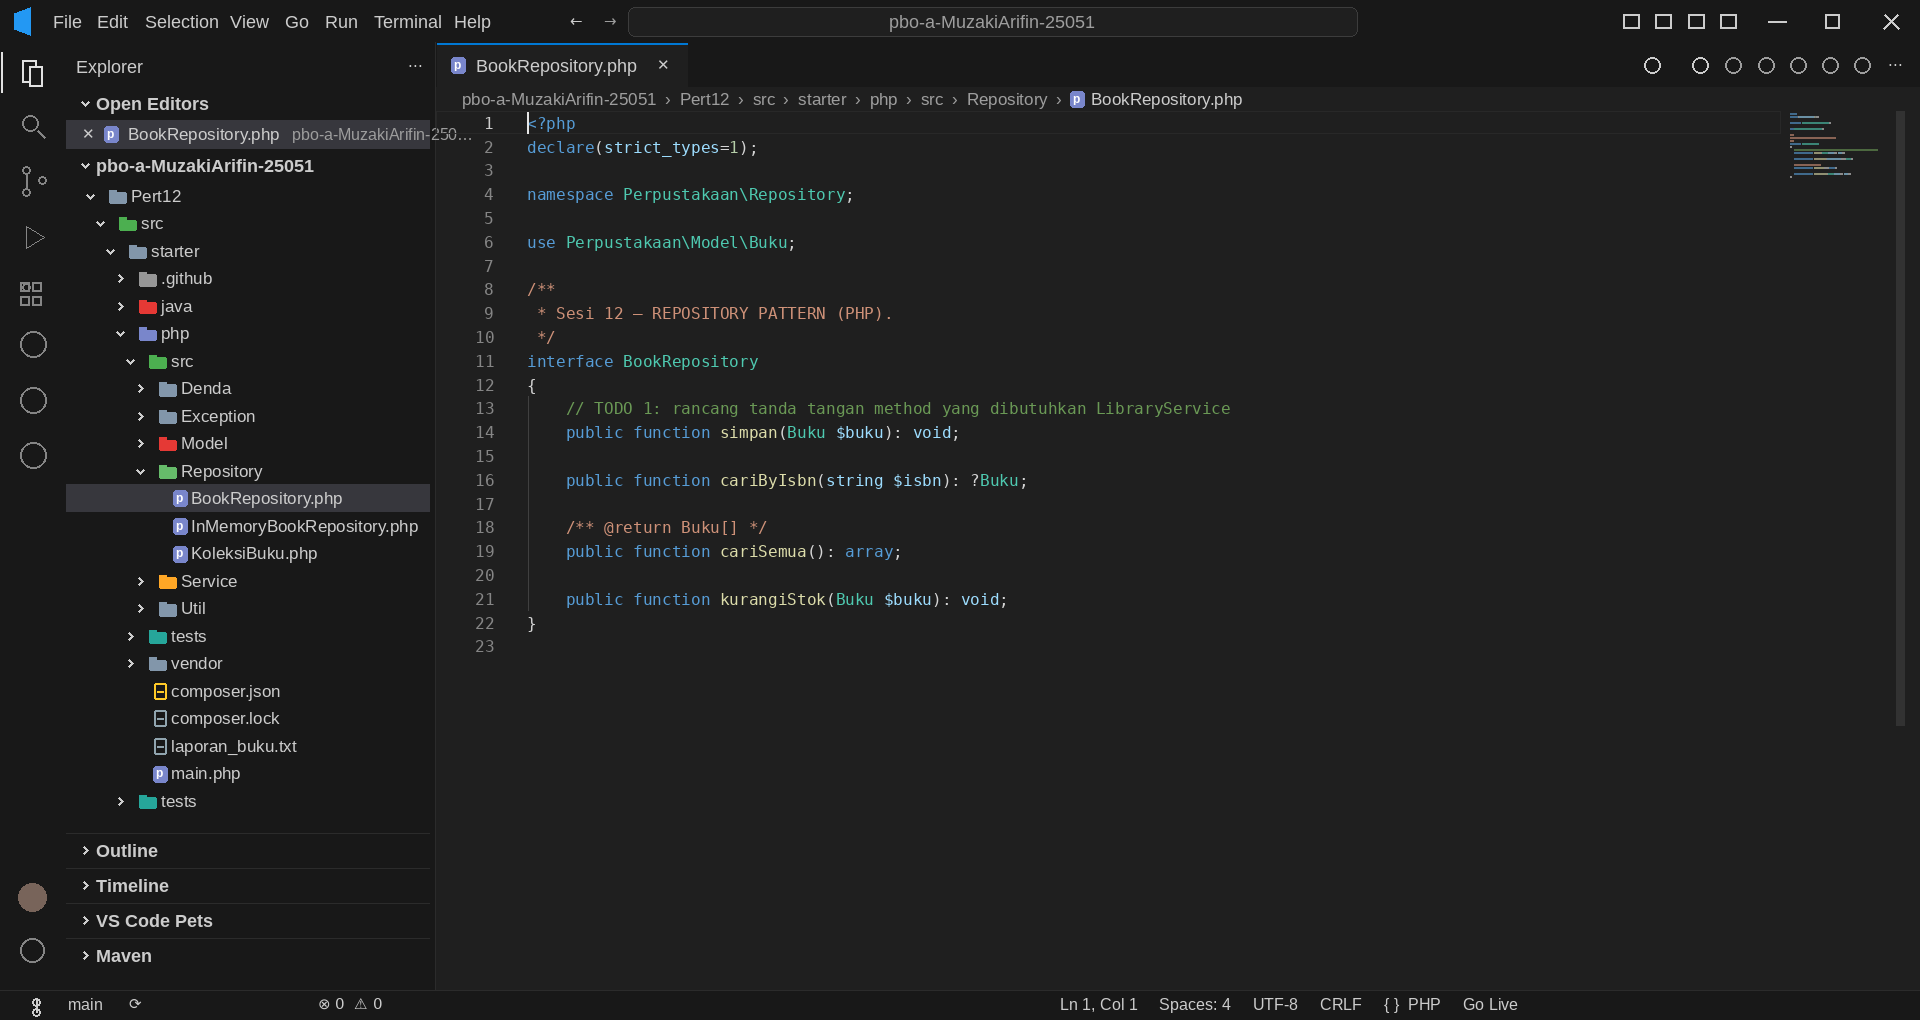 File Edit Selection View Go Run Terminal Help ← → pbo-a-MuzakiArifin-25051
Explorer ···
Open Editors
× p BookRepository.php pbo-a-MuzakiArifin-250...
pbo-a-MuzakiArifin-25051
Pert12
src
starter
.github
java
php
src
Denda
Exception
Model
Repository
p BookRepository.php
p InMemoryBookRepository.php
p KoleksiBuku.php
Service
Util
tests
vendor
composer.json
composer.lock
laporan_buku.txt
p main.php
tests
Outline
Timeline
VS Code Pets
Maven
p BookRepository.php × ···
pbo-a-MuzakiArifin-25051 › Pert12 › src › starter › php › src › Repository › p BookRepository.php
1 <?php
2 declare(strict_types=1);
3
4 namespace Perpustakaan\Repository;
5
6 use Perpustakaan\Model\Buku;
7
8 /**
9  * Sesi 12 — REPOSITORY PATTERN (PHP).
10  */
11 interface BookRepository
12 {
13     // TODO 1: rancang tanda tangan method yang dibutuhkan LibraryService
14     public function simpan(Buku $buku): void;
15
16     public function cariByIsbn(string $isbn): ?Buku;
17
18     /** @return Buku[] */
19     public function cariSemua(): array;
20
21     public function kurangiStok(Buku $buku): void;
22 }
23
main ⟳ ⊗ 0 ⚠ 0 Ln 1, Col 1 Spaces: 4 UTF-8 CRLF { } PHP Go Live